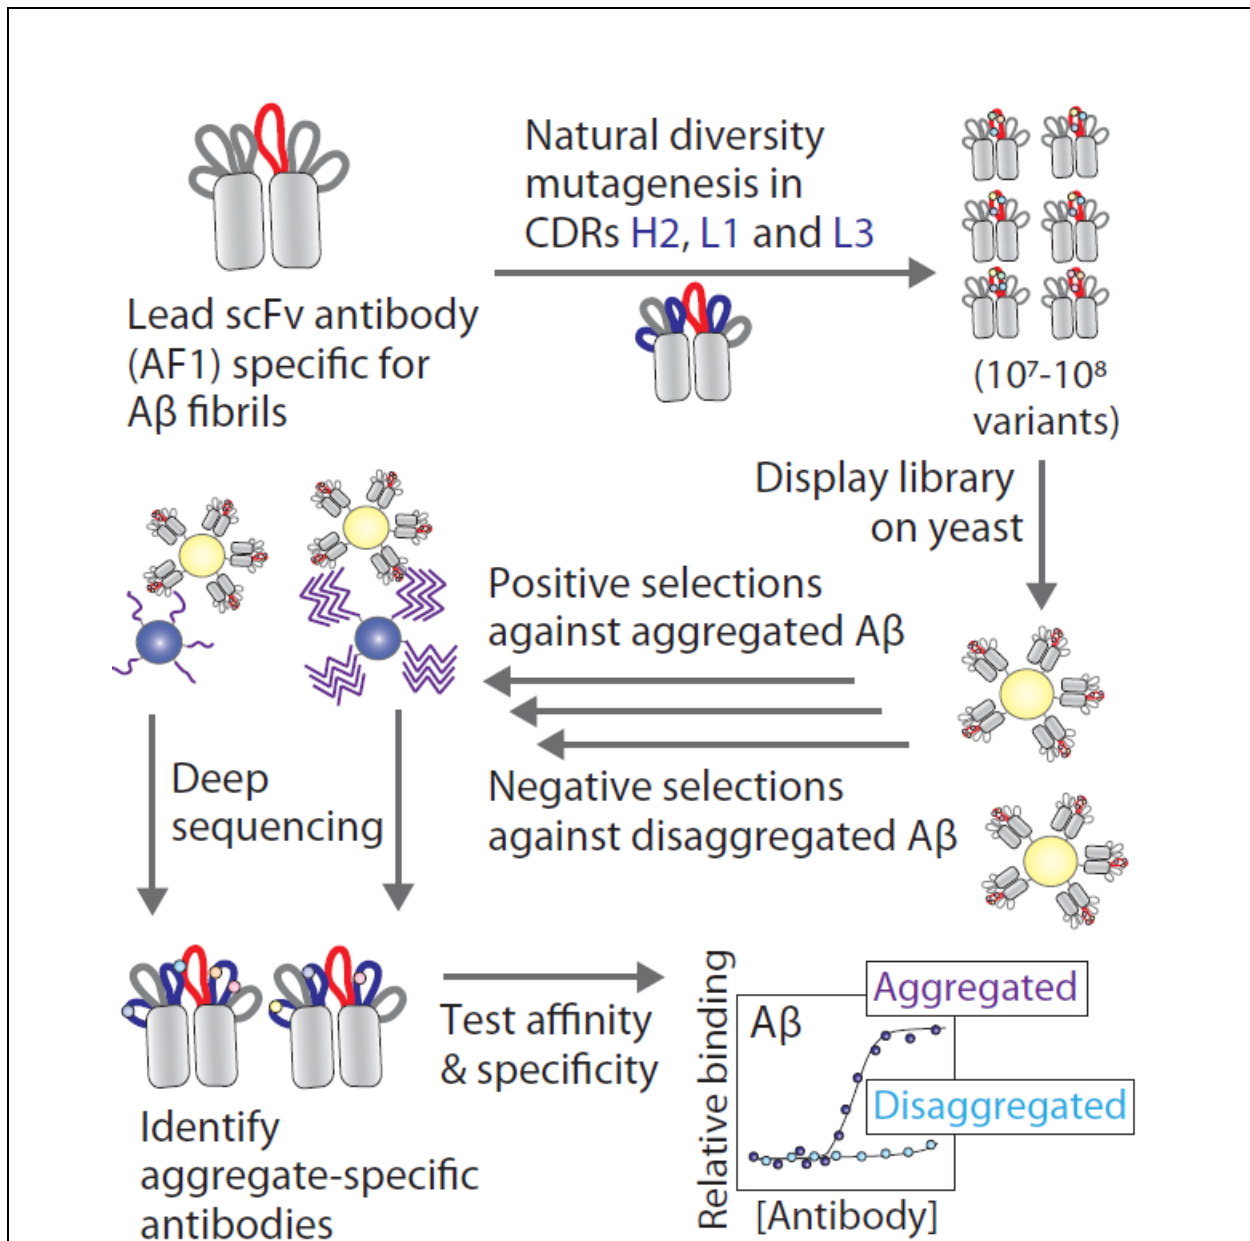 Natural diversity
mutagenesis in
CDRs H2, L1 and L3
Lead scFv antibody
(AF1) specific for
Aβ fibrils
(10⁷-10⁸
variants)
Display library
on yeast
Positive selections
against aggregated Aβ
Negative selections
against disaggregated Aβ
Deep
sequencing
Identify
aggregate-specific
antibodies
Test affinity
& specificity
Relative binding
Aβ
Aggregated
Disaggregated
[Antibody]